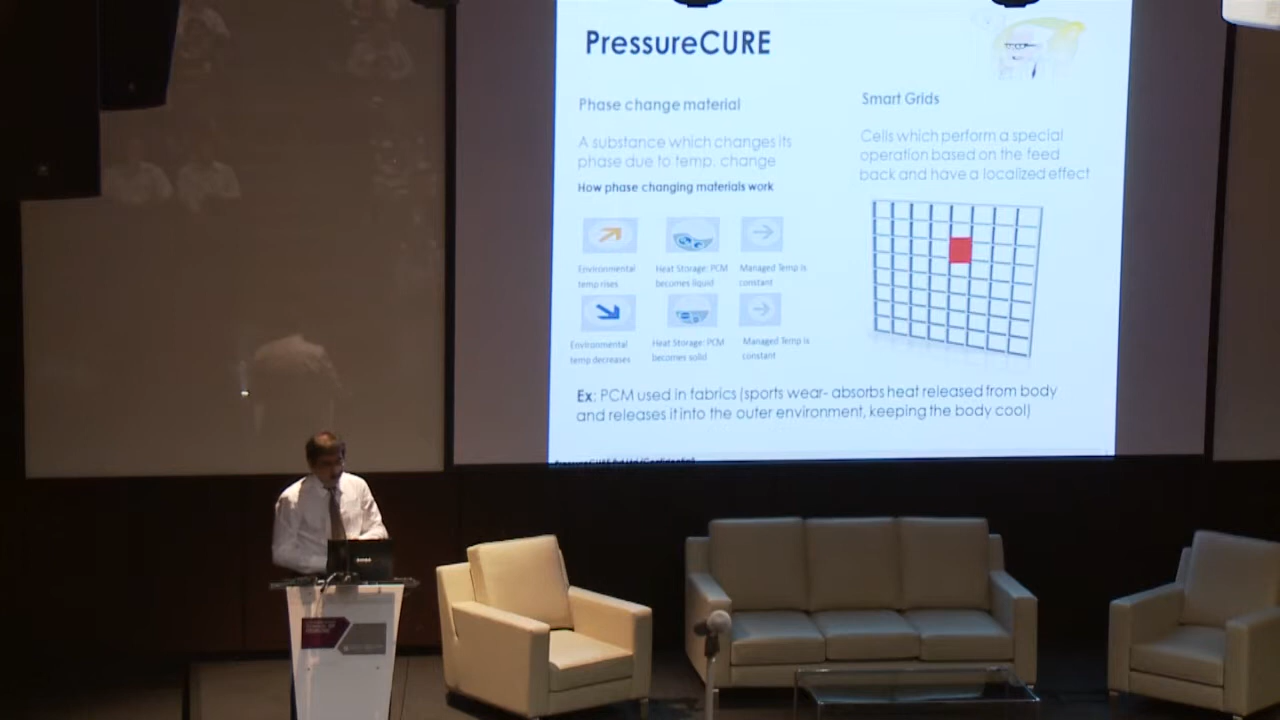 PressureCURE
Phase change material
A substance which changes its
phase due to temp. change
How phase changing materials work
Environmental
temp rises
Heat Storage: PCM
becomes liquid
Managed Temp is
constant
Environmental
temp decreases
Heat Storage: PCM
becomes solid
Managed Temp is
constant
Smart Grids
Cells which perform a special
operation based on the feed
back and have a localized effect
Ex: PCM used in fabrics (sports wear- absorbs heat released from body
and releases it into the outer environment, keeping the body cool)